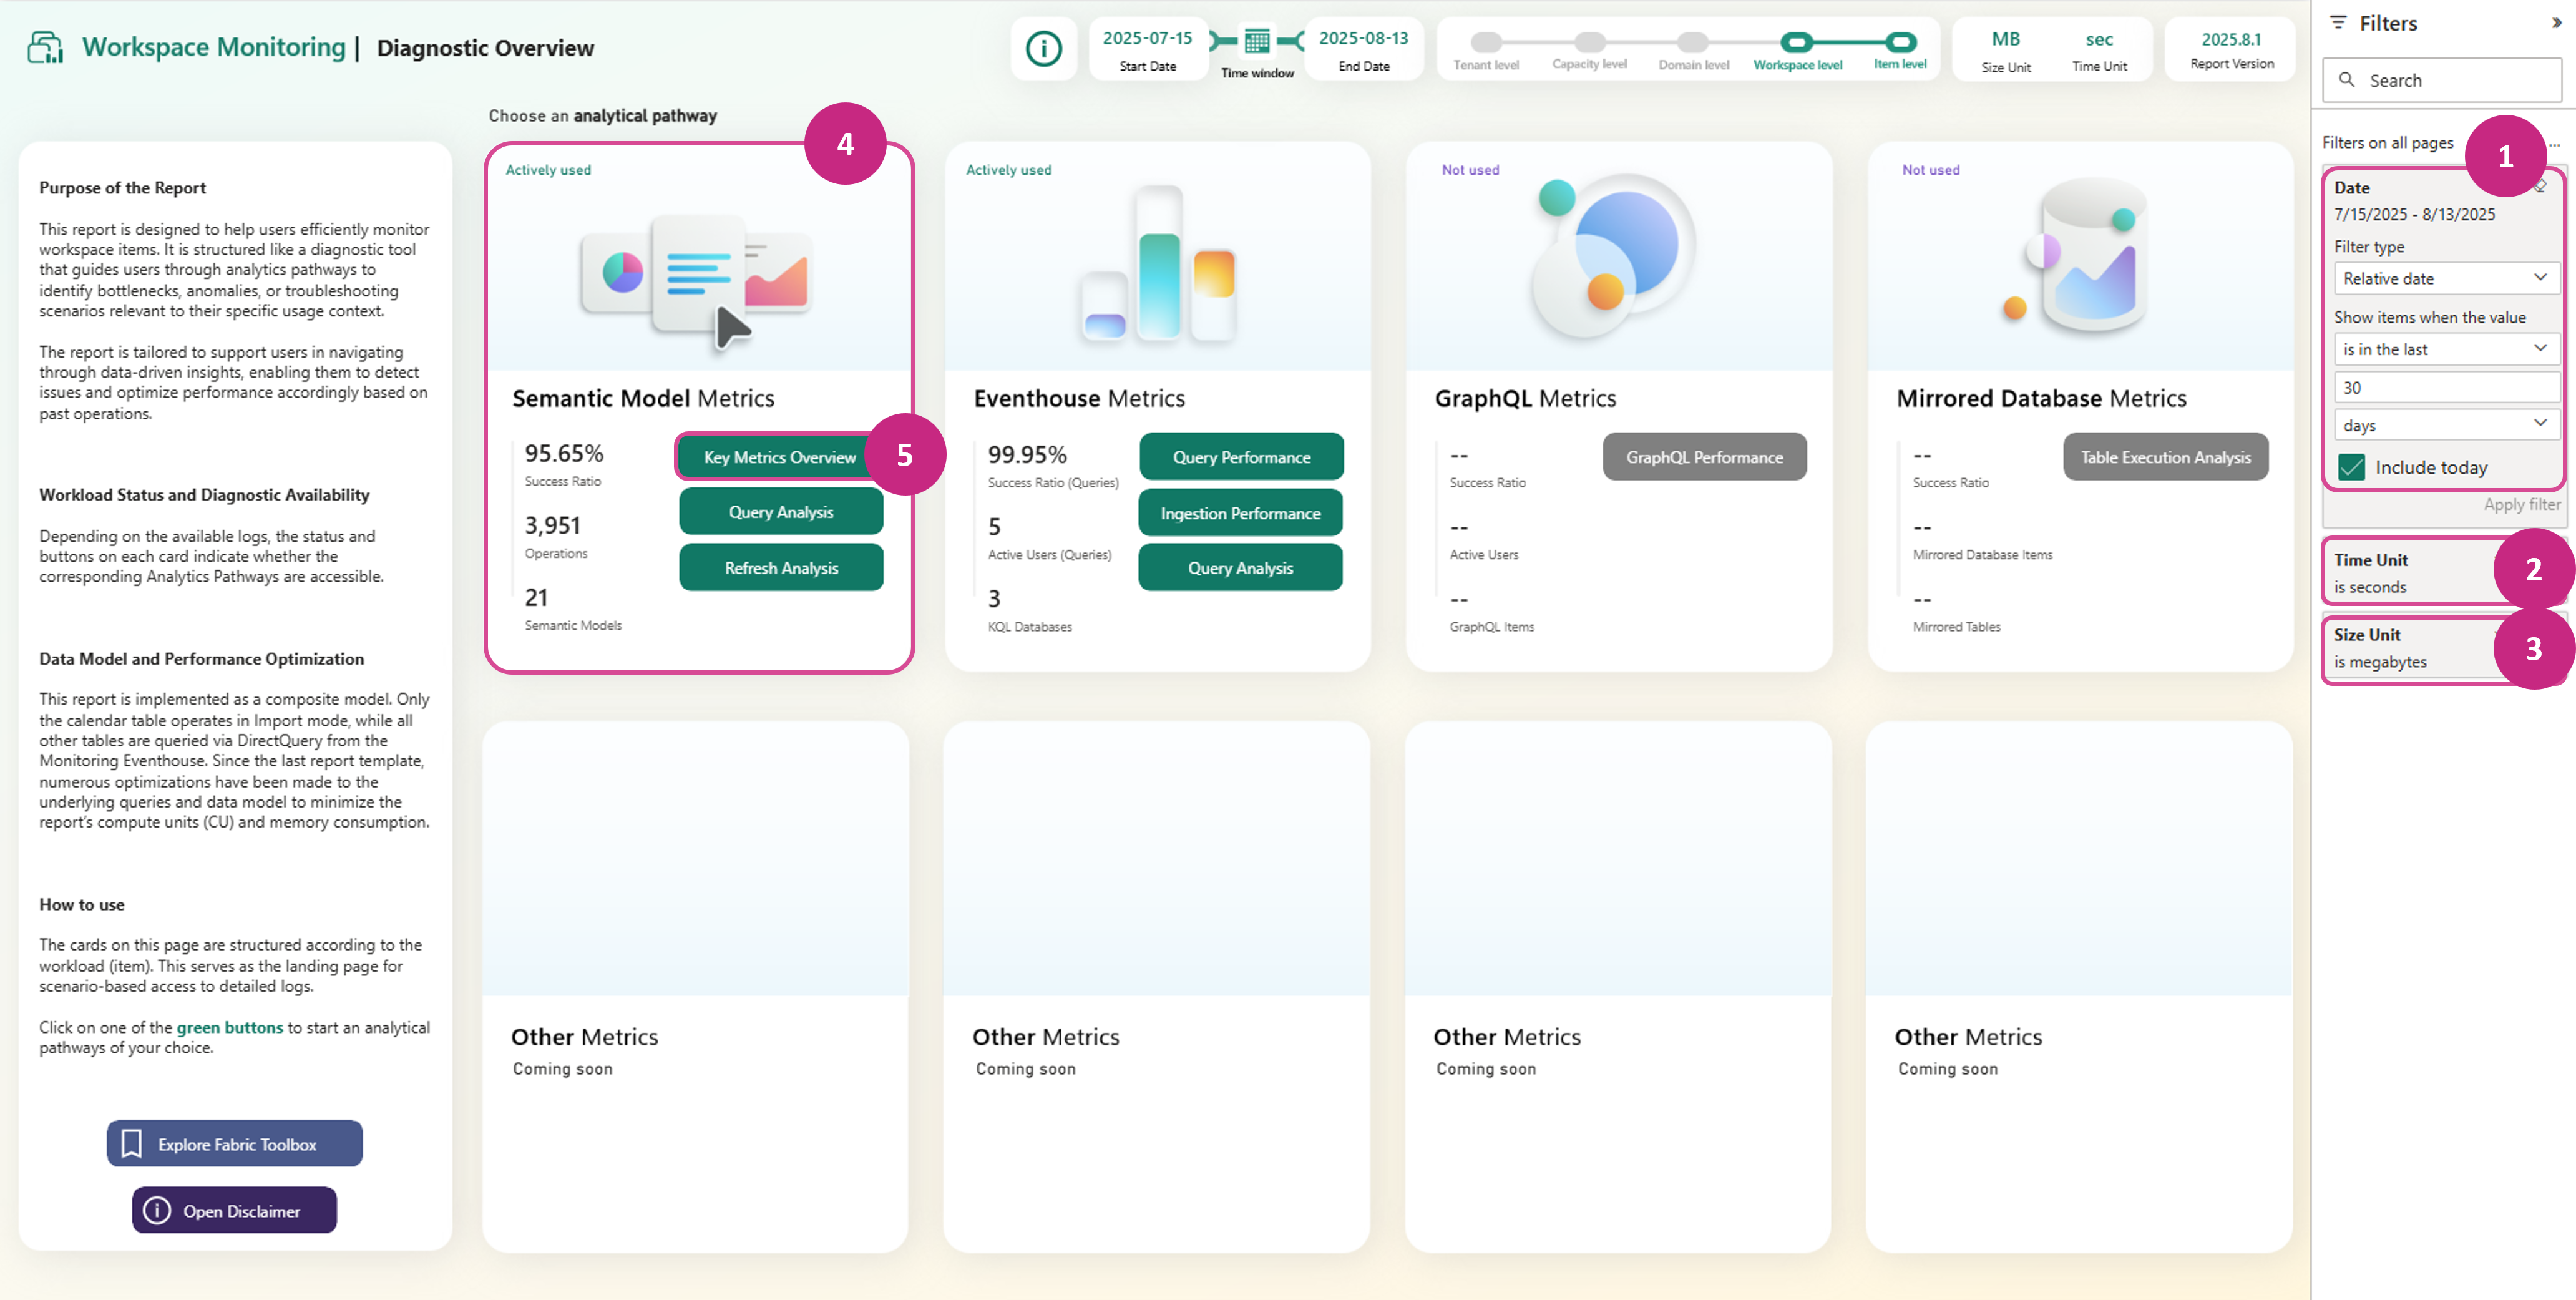 Workspace Monitoring | Diagnostic Overview
2025-07-15
Start Date
Time window
2025-08-13
End Date
Tenant level
Capacity level
Domain level
Workspace level
Item level
MB
Size Unit
sec
Time Unit
2025.8.1
Report Version
Choose an analytical pathway
Purpose of the Report
This report is designed to help users efficiently monitor
workspace items. It is structured like a diagnostic tool
that guides users through analytics pathways to
identify bottlenecks, anomalies, or troubleshooting
scenarios relevant to their specific usage context.
The report is tailored to support users in navigating
through data-driven insights, enabling them to detect
issues and optimize performance accordingly based on
past operations.
Workload Status and Diagnostic Availability
Depending on the available logs, the status and
buttons on each card indicate whether the
corresponding Analytics Pathways are accessible.
Data Model and Performance Optimization
This report is implemented as a composite model. Only
the calendar table operates in Import mode, while all
other tables are queried via DirectQuery from the
Monitoring Eventhouse. Since the last report template,
numerous optimizations have been made to the
underlying queries and data model to minimize the
report's compute units (CU) and memory consumption.
How to use
The cards on this page are structured according to the
workload (item). This serves as the landing page for
scenario-based access to detailed logs.
Click on one of the green buttons to start an analytical
pathways of your choice.
Explore Fabric Toolbox
Open Disclaimer
4
Actively used
Semantic Model Metrics
95.65%
Success Ratio
3,951
Operations
21
Semantic Models
Key Metrics Overview
5
Query Analysis
Refresh Analysis
Actively used
Eventhouse Metrics
99.95%
Success Ratio (Queries)
5
Active Users (Queries)
3
KQL Databases
Query Performance
Ingestion Performance
Query Analysis
Not used
GraphQL Metrics
--
Success Ratio
--
Active Users
--
GraphQL Items
GraphQL Performance
Not used
Mirrored Database Metrics
--
Success Ratio
--
Mirrored Database Items
--
Mirrored Tables
Table Execution Analysis
Other Metrics
Coming soon
Other Metrics
Coming soon
Other Metrics
Coming soon
Other Metrics
Coming soon
Filters
Search
Filters on all pages
...
1
Date
7/15/2025 - 8/13/2025
Filter type
Relative date
Show items when the value
is in the last
30
days
Include today
Apply filter
Time Unit
is seconds
2
Size Unit
is megabytes
3